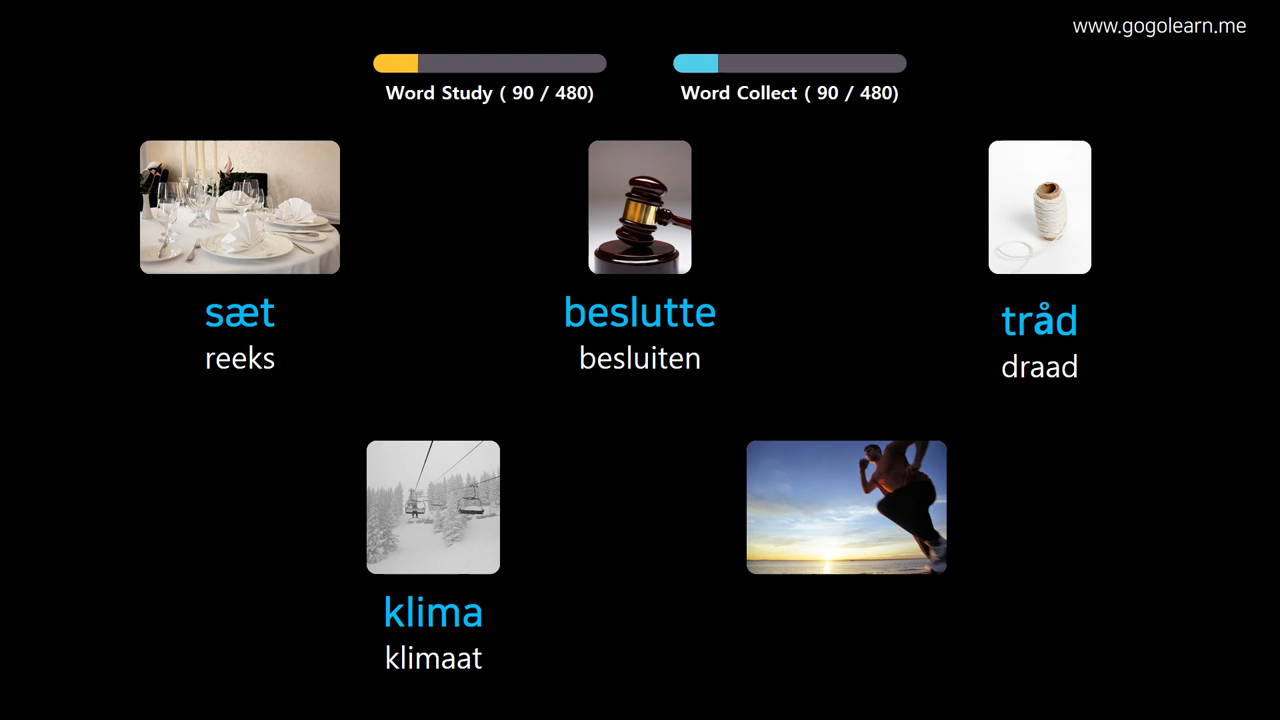 www.gogolearn.me
Word Study ( 90 / 480)
Word Collect ( 90 / 480)
sæt
reeks
beslutte
besluiten
tråd
draad
klima
klimaat